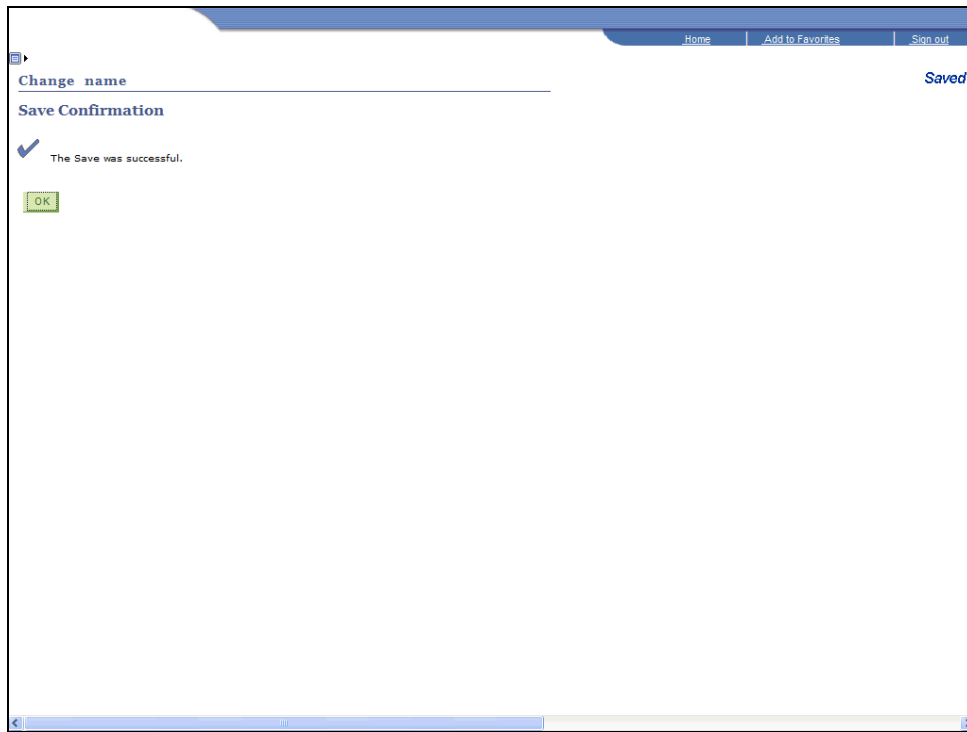 Home Add to Favorites Sign out
Change name
Saved
Save Confirmation
The Save was successful.
OK